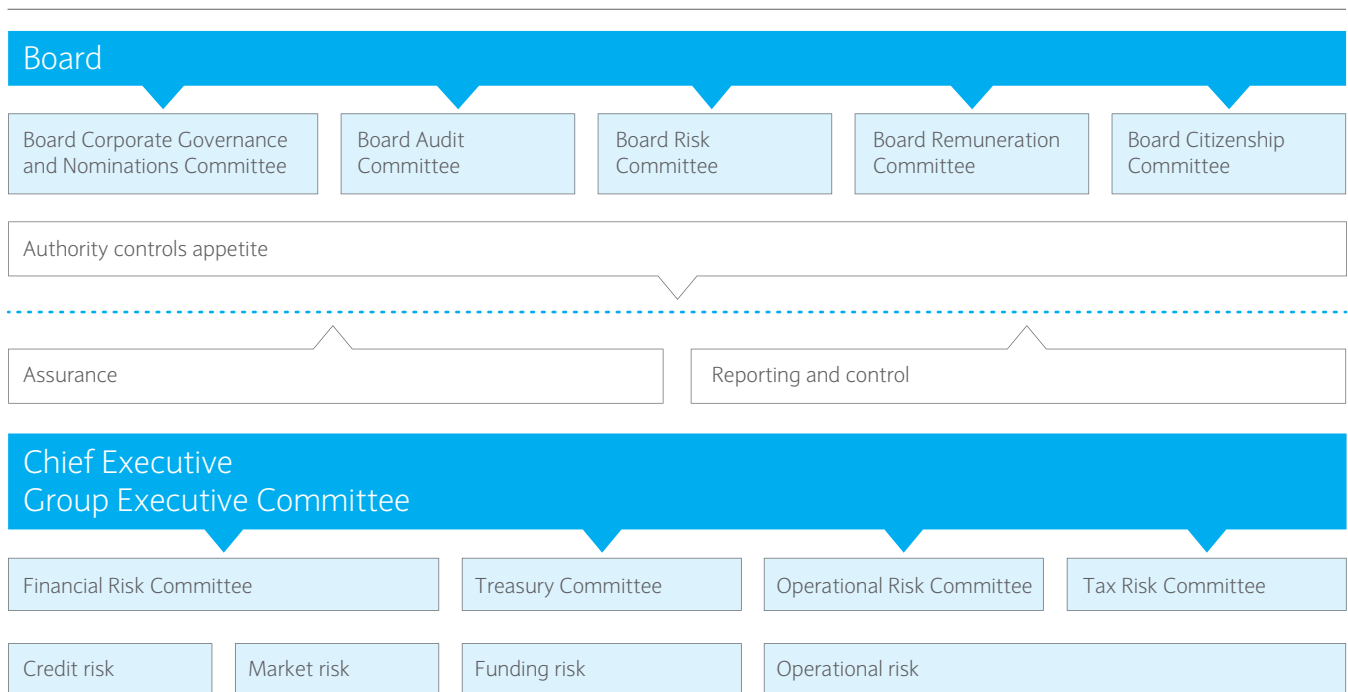 Board
Board Corporate Governance
and Nominations Committee
Board Audit
Committee
Board Risk
Committee
Board Remuneration
Committee
Board Citizenship
Committee
Authority controls appetite
Assurance
Reporting and control
Chief Executive
Group Executive Committee
Financial Risk Committee
Treasury Committee
Operational Risk Committee
Tax Risk Committee
Credit risk
Market risk
Funding risk
Operational risk